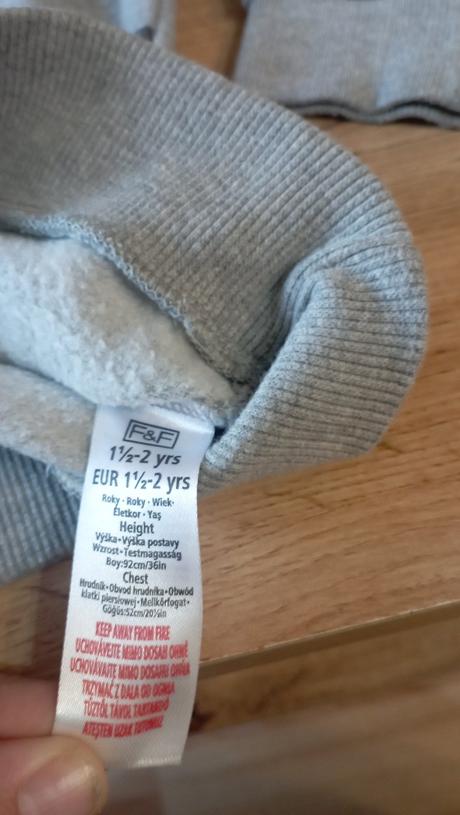 F&F
1½-2 yrs
EUR 1½-2 yrs
Roky · Roky · Wiek·
Életkor · Yaş
Height
Výška•Výška postavy
Wzrost•Testmagasság
Boy:92cm/36in
Chest
Hrudník•Obvod hrudníka•Obwód
klatki piersiowej•Mellkörfogat•
Göğüs:52cm/20½in
KEEP AWAY FROM FIRE
UCHOVÁVEJTE MIMO DOSAH OHNĚ
UCHOVÁVAJTE MIMO DOSAHU OHŇA
TRZYMAĆ Z DALA OD OGNIA
TŰZTŐL TÁVOL TARTANDÓ
ATEŞTEN UZAK TUTUNUZ